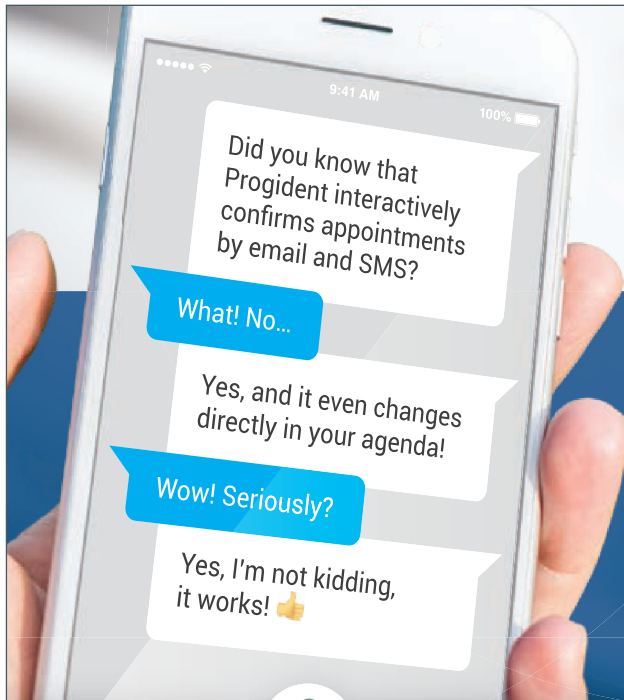 9:41 AM
100%
Did you know that
Progident interactively
confirms appointments
by email and SMS?
What! No...
Yes, and it even changes
directly in your agenda!
Wow! Seriously?
Yes, I'm not kidding,
it works! 👍